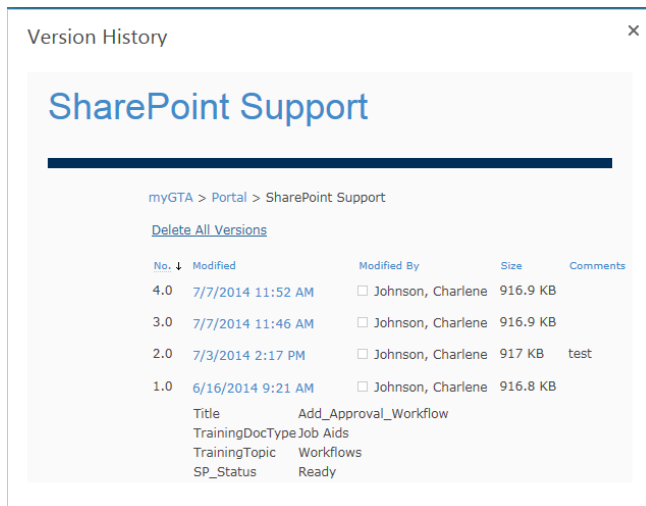 Version History
SharePoint Support
myGTA > Portal > SharePoint Support
Delete All Versions
No. ↓ Modified Modified By Size Comments
4.0 7/7/2014 11:52 AM Johnson, Charlene 916.9 KB
3.0 7/7/2014 11:46 AM Johnson, Charlene 916.9 KB
2.0 7/3/2014 2:17 PM Johnson, Charlene 917 KB test
1.0 6/16/2014 9:21 AM Johnson, Charlene 916.8 KB
Title Add_Approval_Workflow
TrainingDocType Job Aids
TrainingTopic Workflows
SP_Status Ready